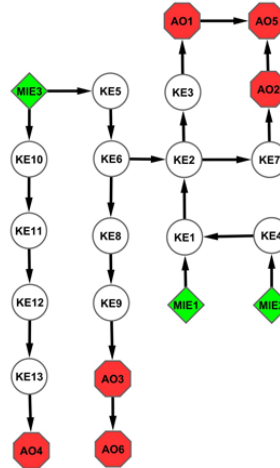 AO1 AO5
MIE3 KE5 KE3 AO2
KE10 KE6 KE2 KE7
KE11 KE8 KE1 KE4
KE12 KE9 MIE1
KE13 AO3
AO4 AO6